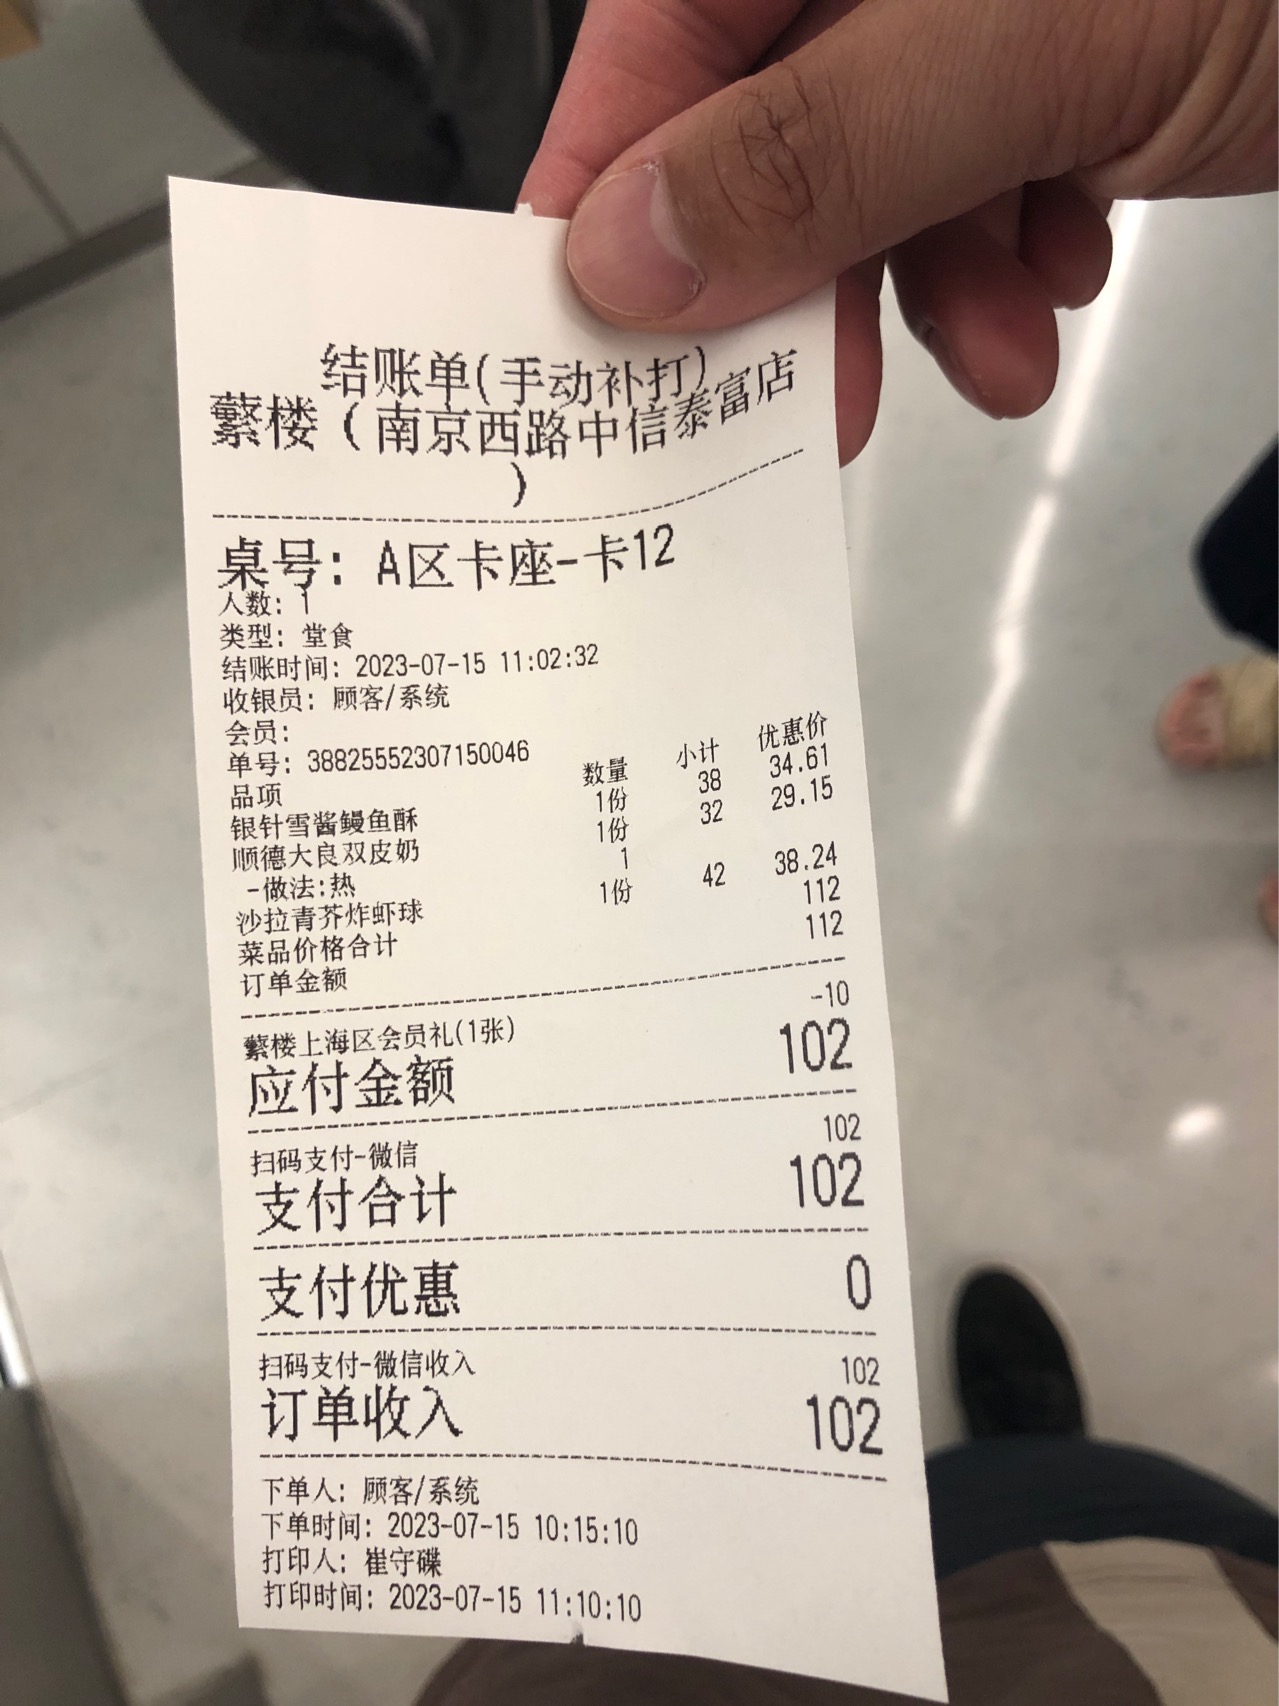 结账单(手动补打)
蘩楼(南京西路中信泰富店
)
桌号: A区卡座-卡12
人数: 1
类型: 堂食
结账时间: 2023-07-15 11:02:32
收银员: 顾客/系统
会员:
单号: 38825552307150046
品项 数量 小计 优惠价
银针雪酱鳗鱼酥 1份 38 34.61
顺德大良双皮奶 1份 32 29.15
-做法:热 1
沙拉青芥炸虾球 1份 42 38.24
菜品价格合计 112
订单金额 112
蘩楼上海区会员礼(1张) -10
应付金额 102
扫码支付-微信 102
支付合计 102
支付优惠 0
扫码支付-微信收入 102
订单收入 102
下单人: 顾客/系统
下单时间: 2023-07-15 10:15:10
打印人: 崔守碟
打印时间: 2023-07-15 11:10:10